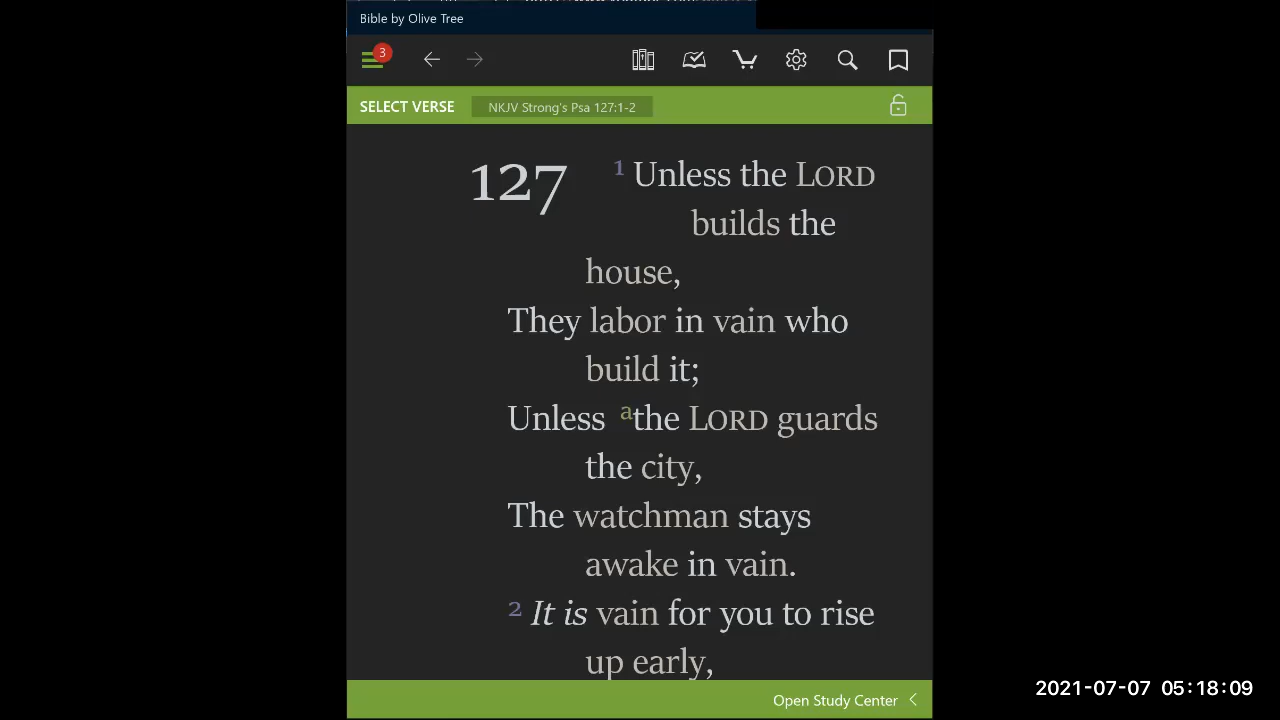 Bible by Olive Tree
3
SELECT VERSE NKJV Strong's Psa 127:1-2
127 1 Unless the LORD
builds the
house,
They labor in vain who
build it;
Unless a the LORD guards
the city,
The watchman stays
awake in vain.
2 It is vain for you to rise
up early,
Open Study Center
2021-07-07 05:18:09